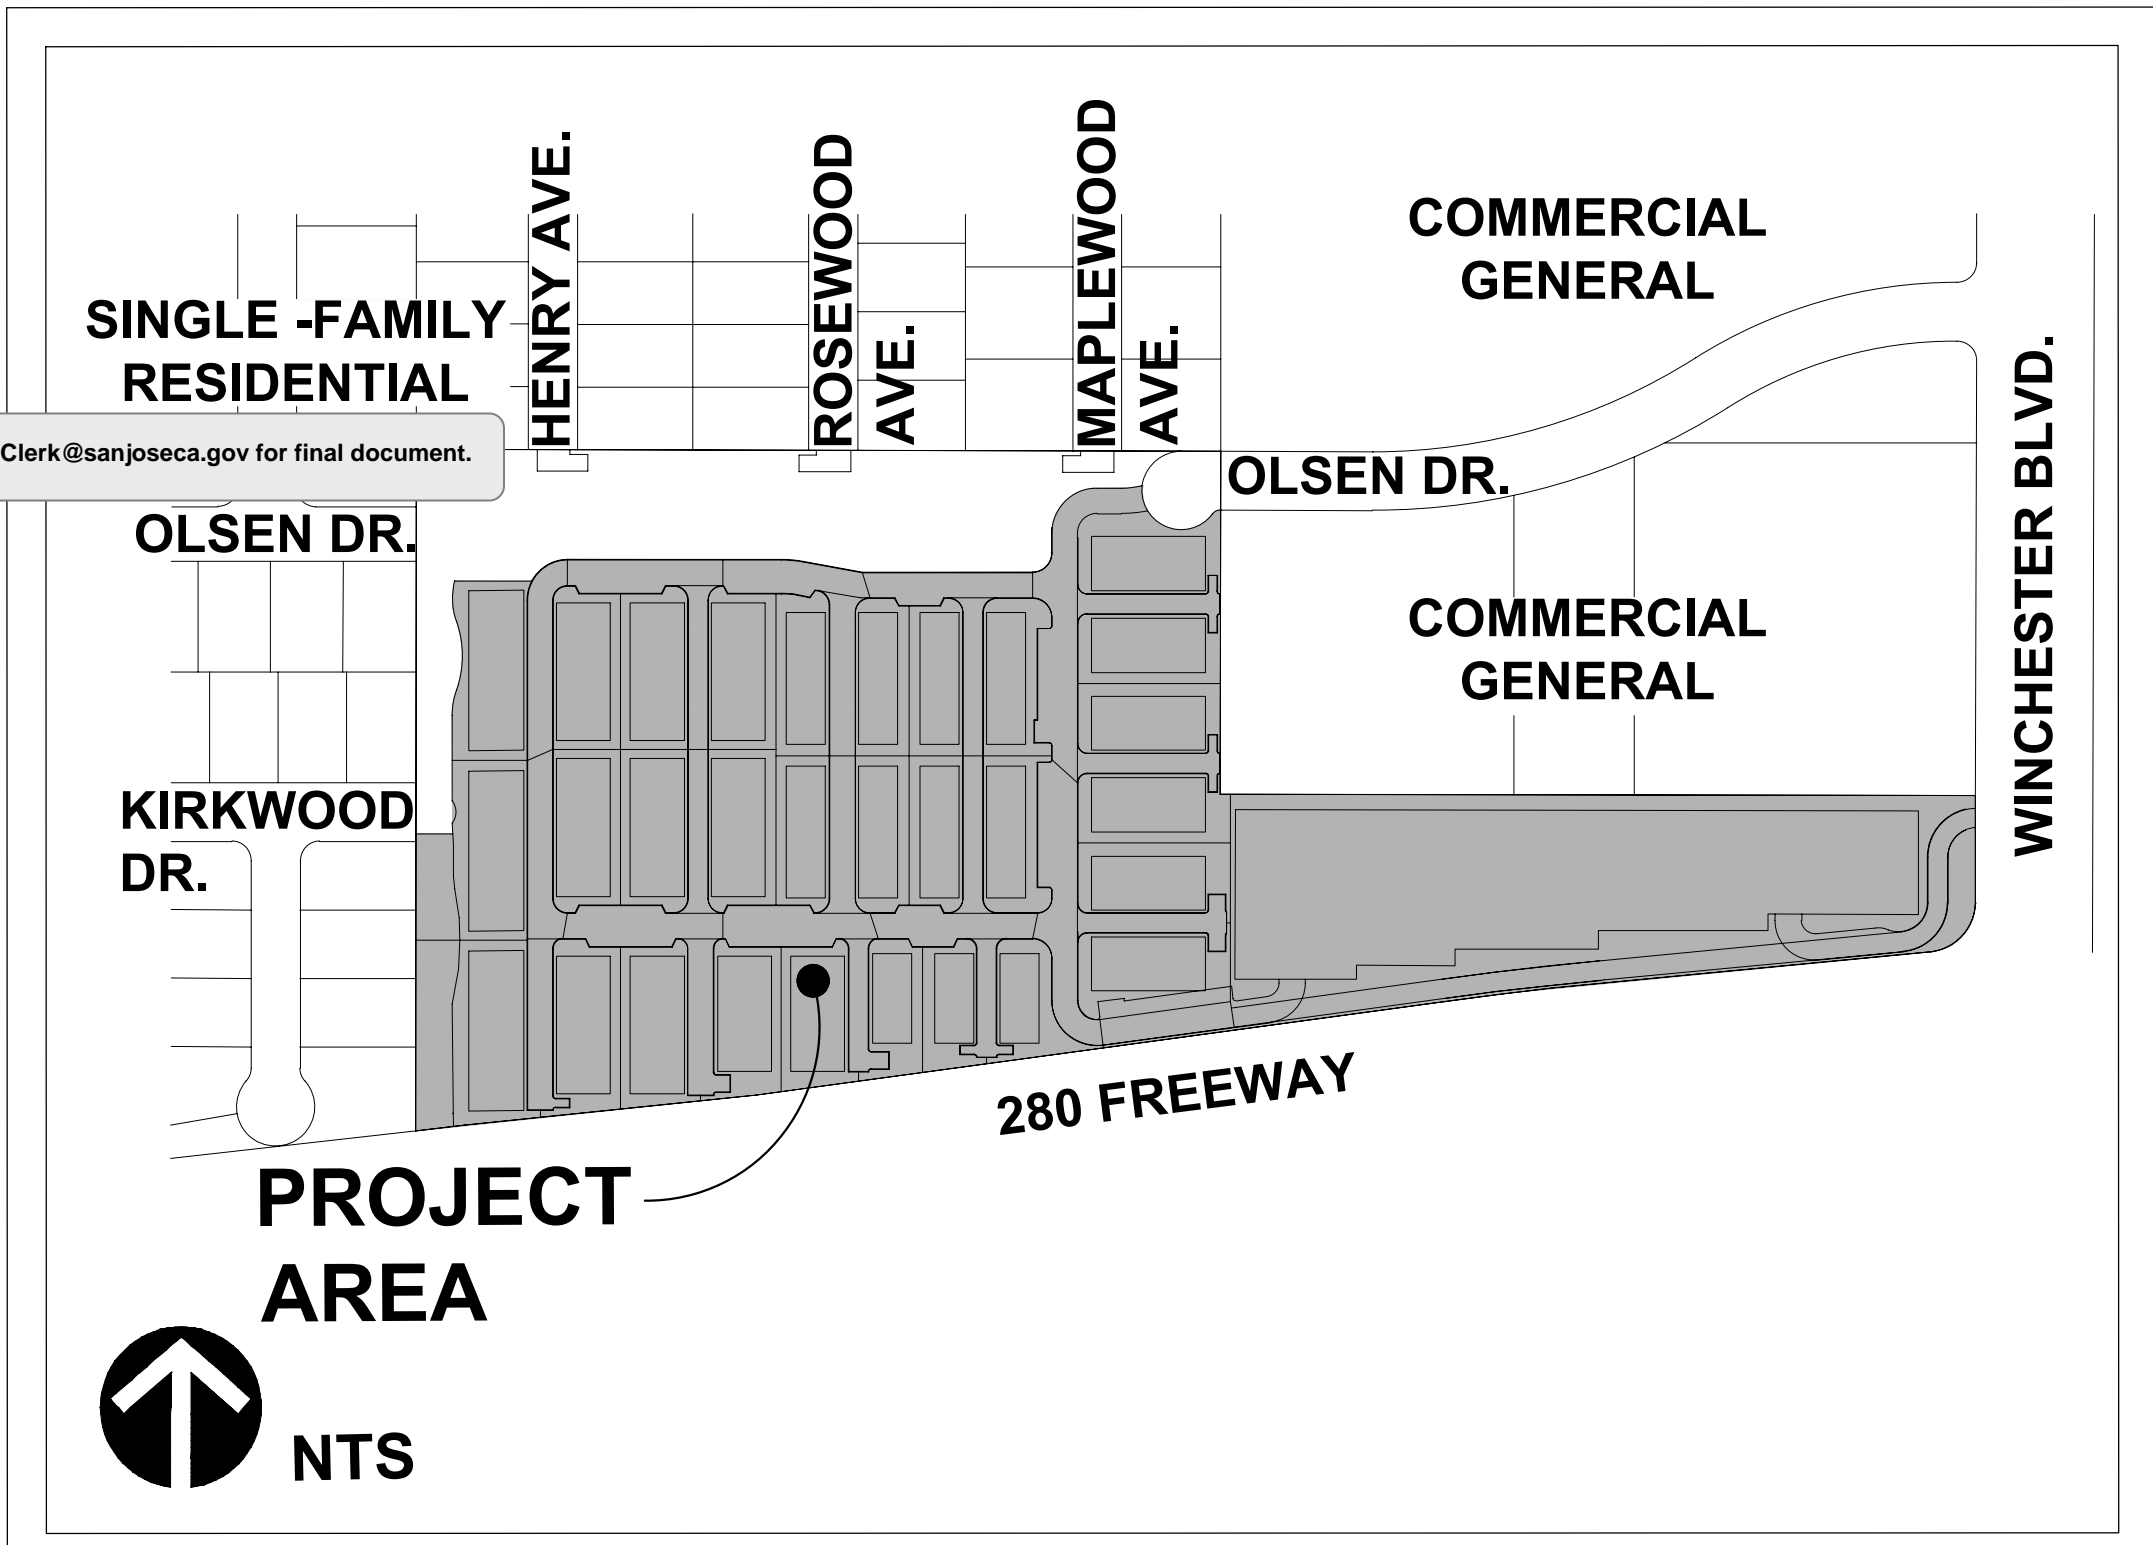 HENRY AVE.
ROSEWOOD
AVE.
MAPLEWOOD
AVE.
COMMERCIAL
GENERAL
SINGLE -FAMILY
RESIDENTIAL
Clerk@sanjoseca.gov for final document.
OLSEN DR.
OLSEN DR.
WINCHESTER BLVD.
COMMERCIAL
GENERAL
KIRKWOOD
DR.
280 FREEWAY
PROJECT
AREA
NTS